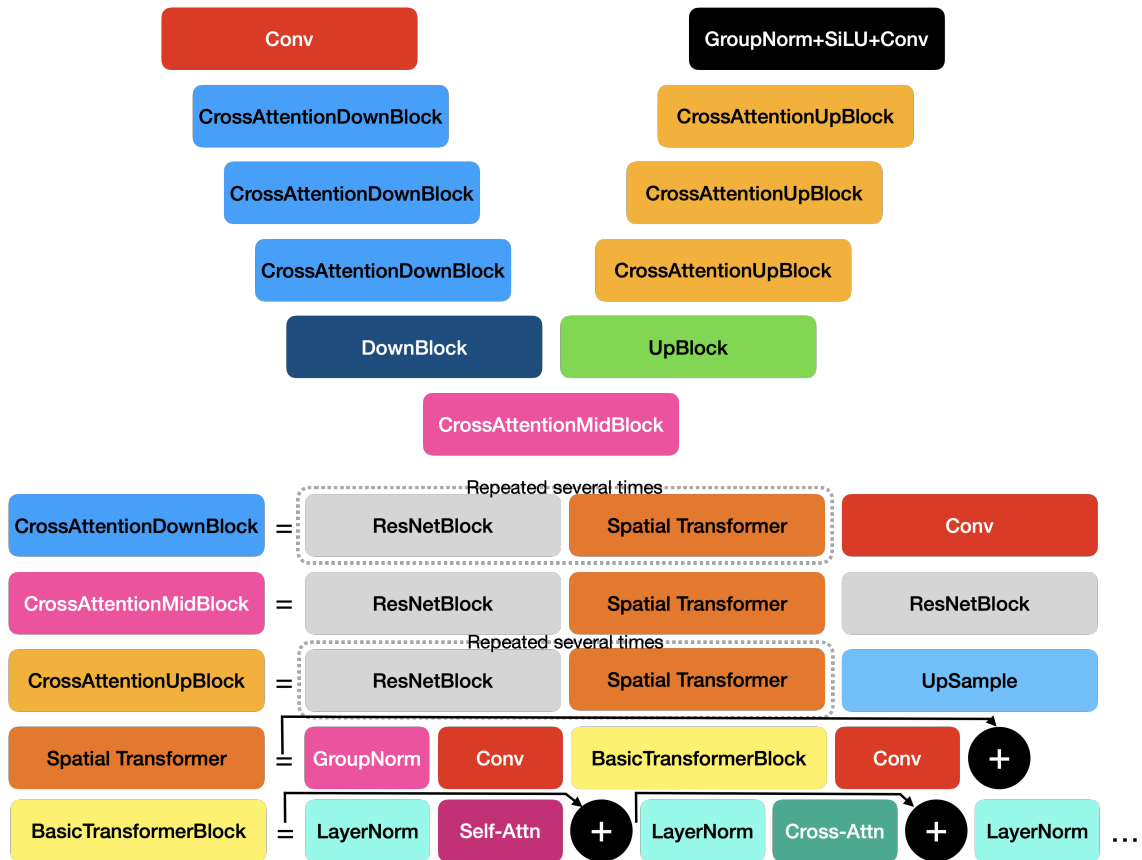 Conv
GroupNorm+SiLU+Conv
CrossAttentionDownBlock
CrossAttentionUpBlock
CrossAttentionDownBlock
CrossAttentionUpBlock
CrossAttentionDownBlock
CrossAttentionUpBlock
DownBlock
UpBlock
CrossAttentionMidBlock
Repeated several times
CrossAttentionDownBlock = ResNetBlock Spatial Transformer Conv
CrossAttentionMidBlock = ResNetBlock Spatial Transformer ResNetBlock
Repeated several times
CrossAttentionUpBlock = ResNetBlock Spatial Transformer UpSample
Spatial Transformer = GroupNorm Conv BasicTransformerBlock Conv +
BasicTransformerBlock = LayerNorm Self-Attn + LayerNorm Cross-Attn + LayerNorm ...